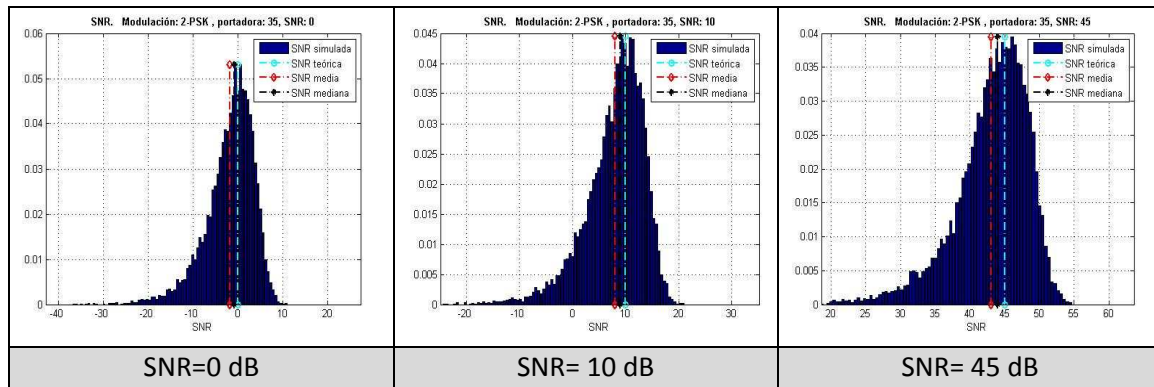 SNR. Modulación: 2-PSK , portadora: 35, SNR: 0
0.06
0.05
0.04
0.03
0.02
0.01
0
-40
-30
-20
-10
0
10
20
SNR
SNR simulada
SNR teórica
SNR media
SNR mediana
SNR. Modulación: 2-PSK , portadora: 35, SNR: 10
0.045
0.04
0.035
0.03
0.025
0.02
0.015
0.01
0.005
0
-20
-10
0
10
20
30
SNR
SNR simulada
SNR teórica
SNR media
SNR mediana
SNR. Modulación: 2-PSK , portadora: 35, SNR: 45
0.04
0.035
0.03
0.025
0.02
0.015
0.01
0.005
0
20
25
30
35
40
45
50
55
60
SNR
SNR simulada
SNR teórica
SNR media
SNR mediana
SNR=0 dB
SNR= 10 dB
SNR= 45 dB